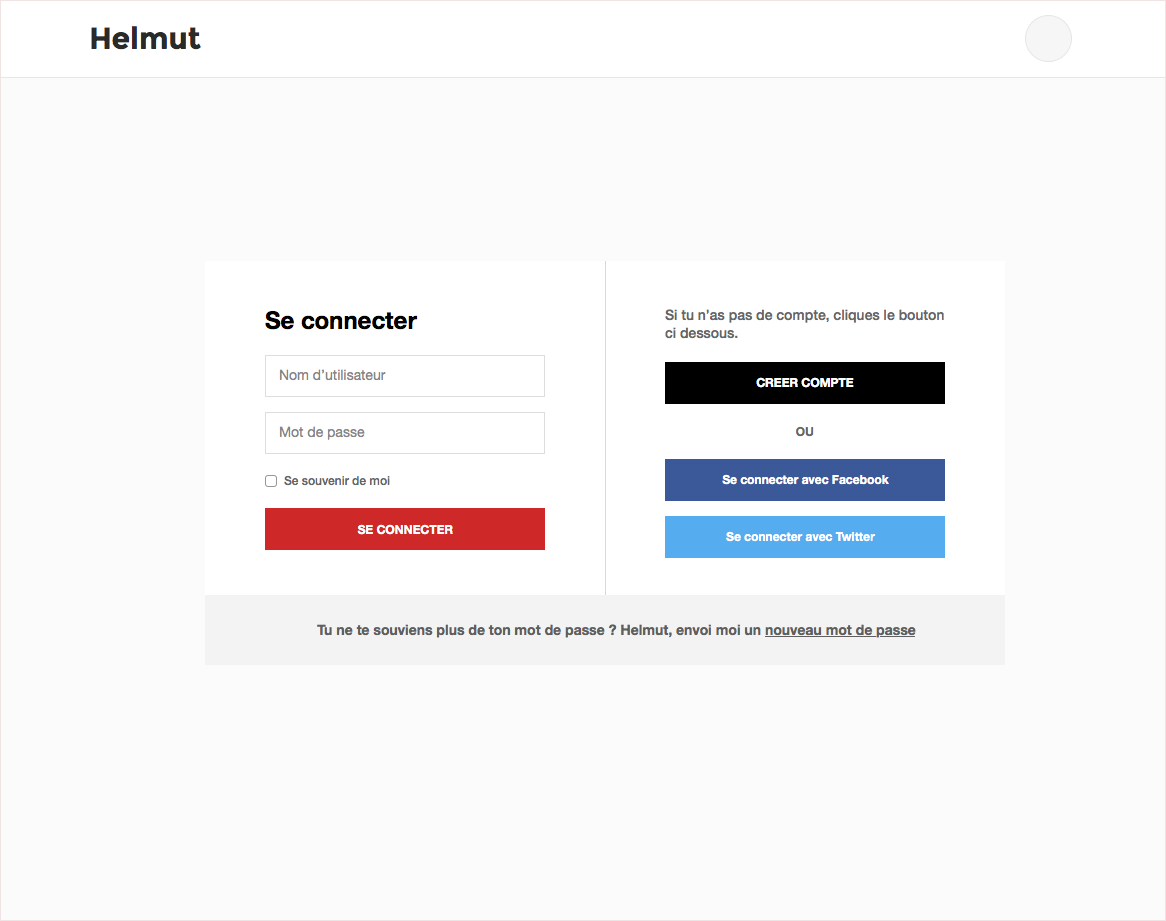 Helmut
Se connecter
Nom d’utilisateur
Mot de passe
Se souvenir de moi
SE CONNECTER
Si tu n’as pas de compte, cliques le bouton
ci dessous.
CREER COMPTE
OU
Se connecter avec Facebook
Se connecter avec Twitter
Tu ne te souviens plus de ton mot de passe ? Helmut, envoi moi un nouveau mot de passe